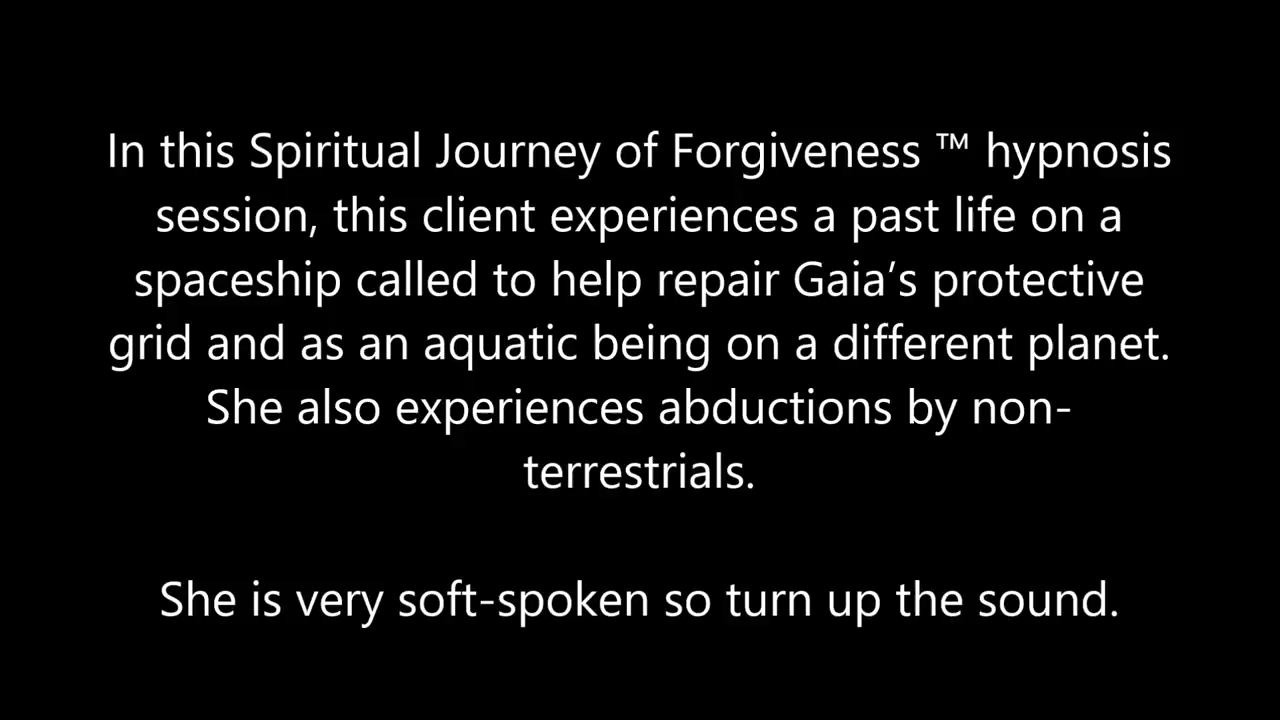 In this Spiritual Journey of Forgiveness ™ hypnosis
session, this client experiences a past life on a
spaceship called to help repair Gaia’s protective
grid and as an aquatic being on a different planet.
She also experiences abductions by non-
terrestrials.
She is very soft-spoken so turn up the sound.